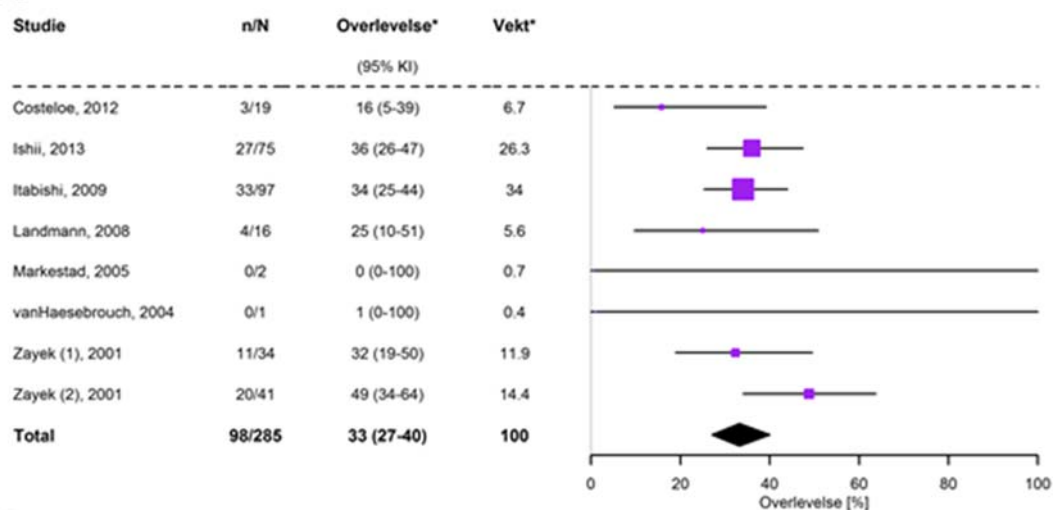 Studie n/N Overlevelse* Vekt*
(95% KI)
Costeloe, 2012 3/19 16 (5-39) 6.7
Ishii, 2013 27/75 36 (26-47) 26.3
Itabishi, 2009 33/97 34 (25-44) 34
Landmann, 2008 4/16 25 (10-51) 5.6
Markestad, 2005 0/2 0 (0-100) 0.7
vanHaesebrouch, 2004 0/1 1 (0-100) 0.4
Zayek (1), 2001 11/34 32 (19-50) 11.9
Zayek (2), 2001 20/41 49 (34-64) 14.4
Total 98/285 33 (27-40) 100
0 20 40 60 80 100
Overlevelse [%]